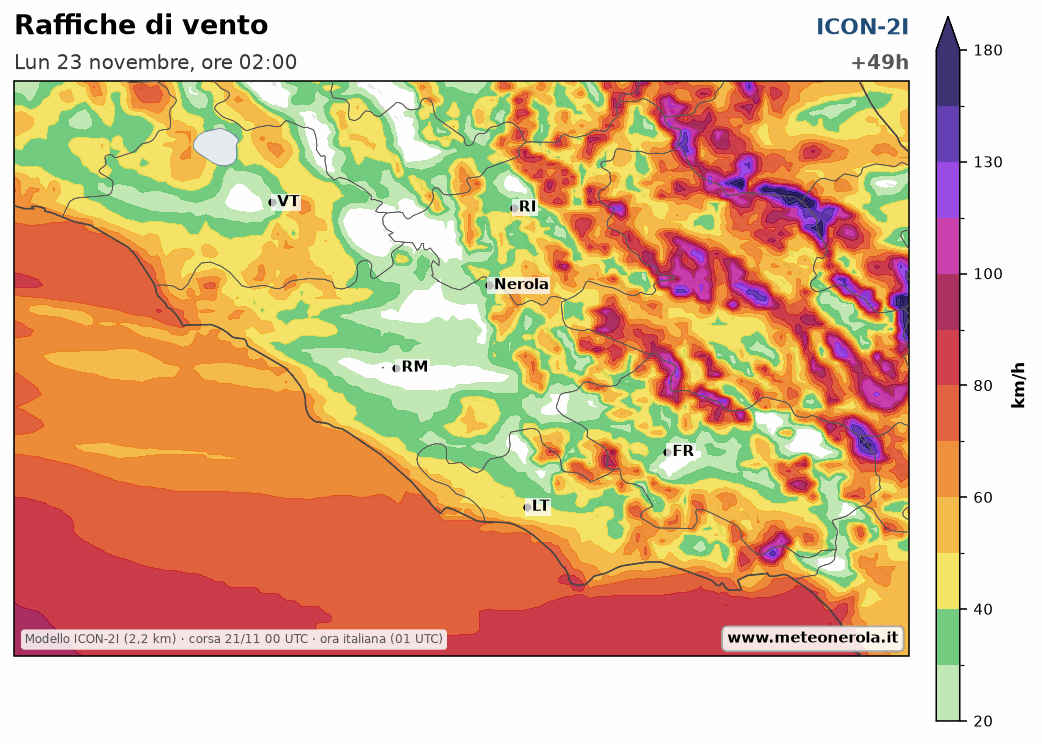 Raffiche di vento
ICON-2I
Lun 23 novembre, ore 02:00
+49h
180
130
100
80
60
40
20
km/h
VT
RI
Nerola
RM
FR
LT
Modello ICON-2I (2,2 km) · corsa 21/11 00 UTC · ora italiana (01 UTC)
www.meteonerola.it